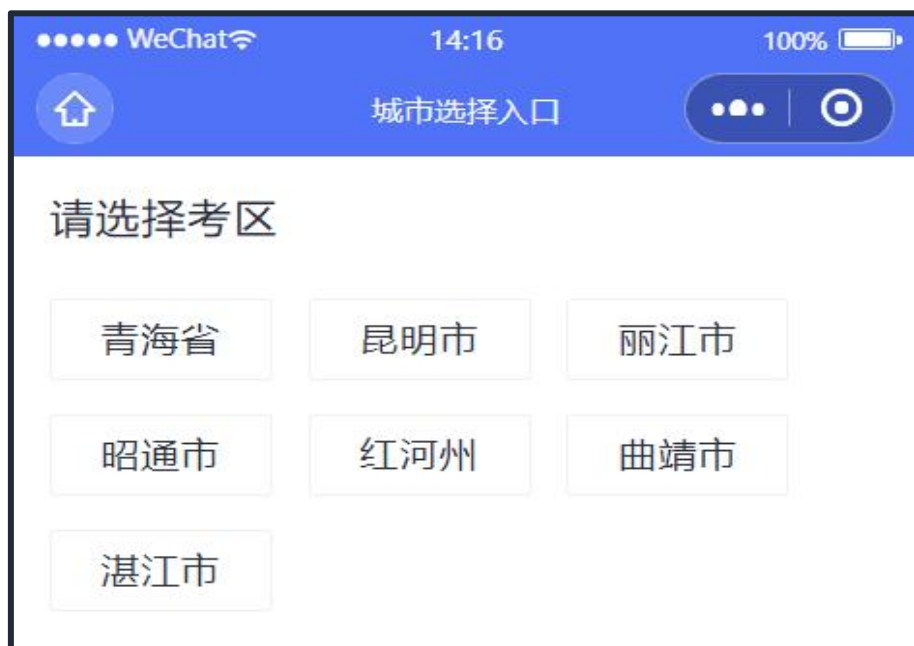 WeChat 14:16 100%
城市选择入口
请选择考区
青海省 昆明市 丽江市
昭通市 红河州 曲靖市
湛江市